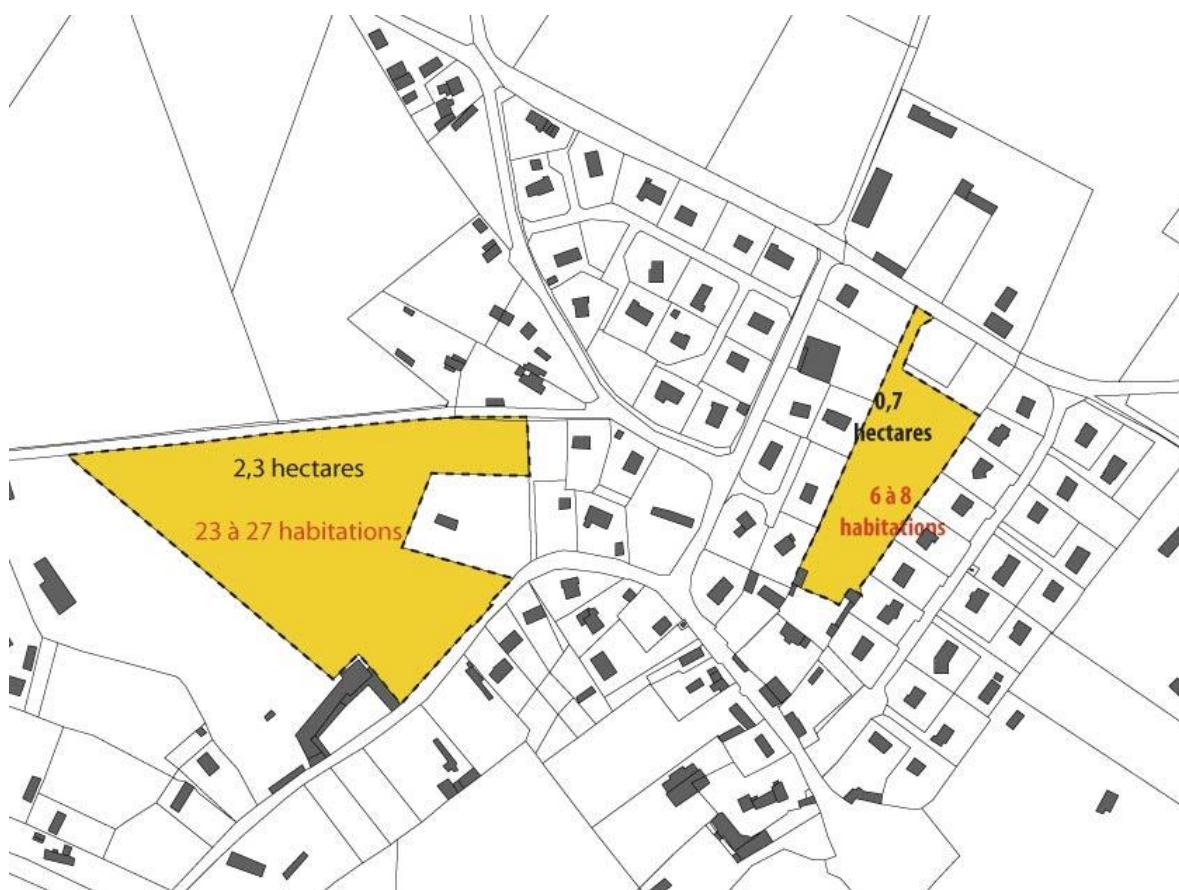 2,3 hectares
23 à 27 habitations
0,7
hectares
6 à 8
habitations